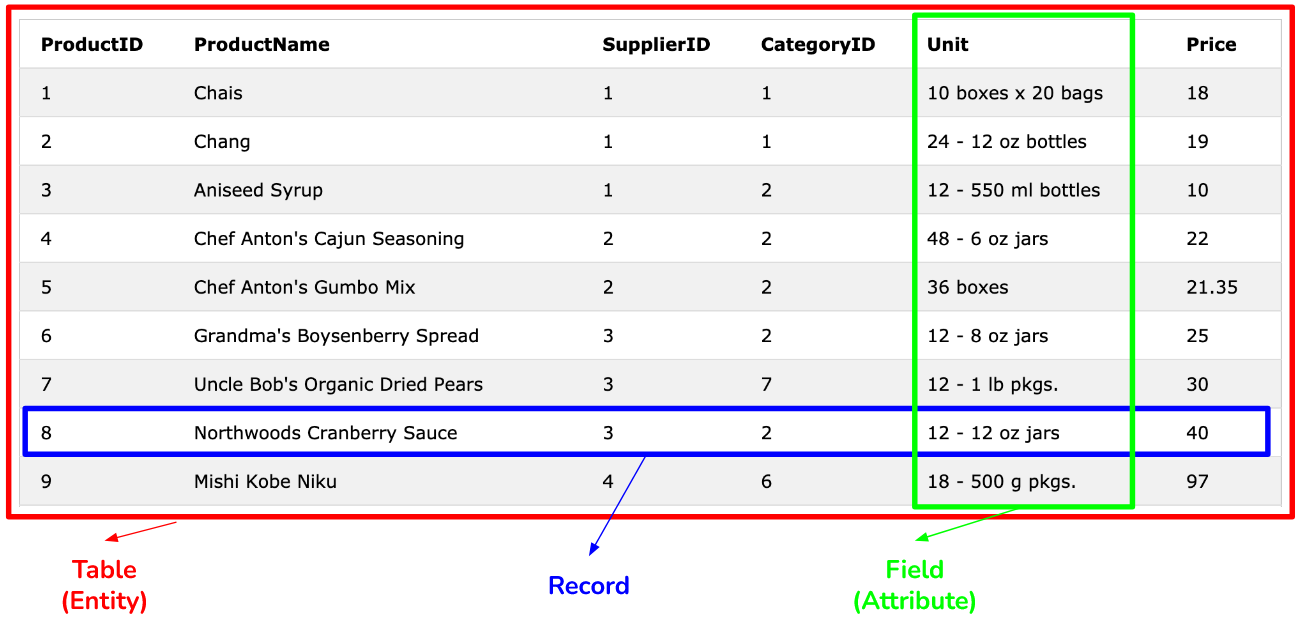 ProductID ProductName SupplierID CategoryID Unit Price
1 Chais 1 1 10 boxes x 20 bags 18
2 Chang 1 1 24 - 12 oz bottles 19
3 Aniseed Syrup 1 2 12 - 550 ml bottles 10
4 Chef Anton's Cajun Seasoning 2 2 48 - 6 oz jars 22
5 Chef Anton's Gumbo Mix 2 2 36 boxes 21.35
6 Grandma's Boysenberry Spread 3 2 12 - 8 oz jars 25
7 Uncle Bob's Organic Dried Pears 3 7 12 - 1 lb pkgs. 30
8 Northwoods Cranberry Sauce 3 2 12 - 12 oz jars 40
9 Mishi Kobe Niku 4 6 18 - 500 g pkgs. 97
Table
(Entity)
Record
Field
(Attribute)